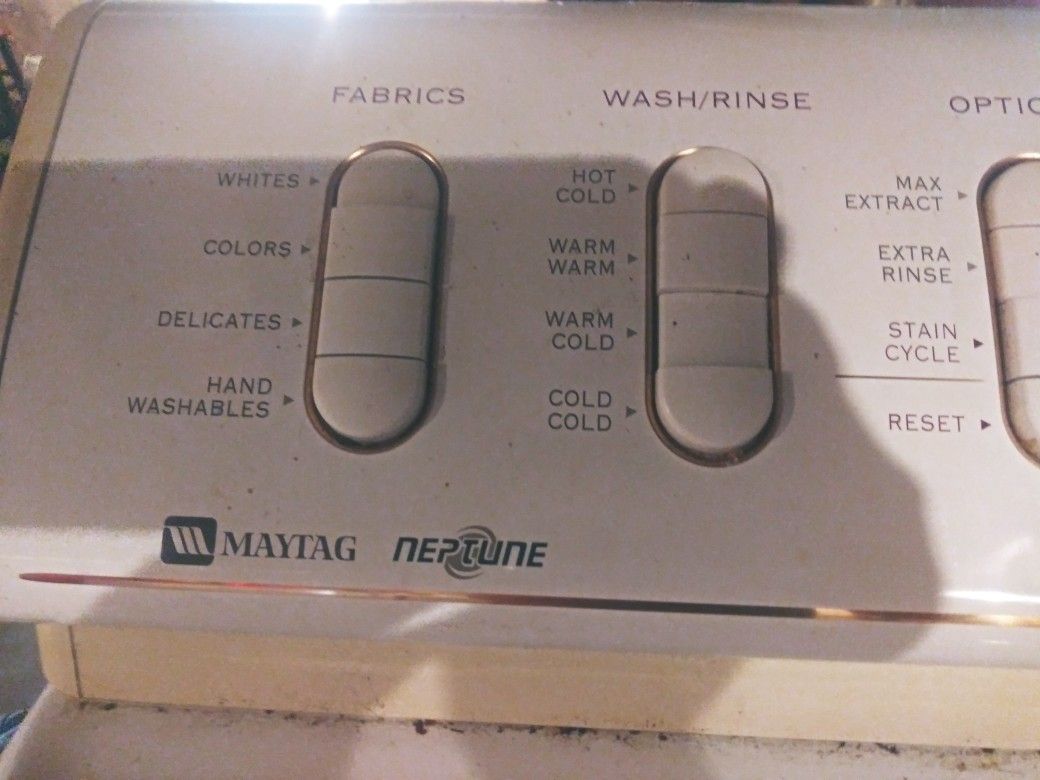 FABRICS
WHITES
COLORS
DELICATES
HAND
WASHABLES
WASH/RINSE
HOT
COLD
WARM
WARM
WARM
COLD
COLD
COLD
OPTIO
MAX
EXTRACT
EXTRA
RINSE
STAIN
CYCLE
RESET
MAYTAG NEPTUNE